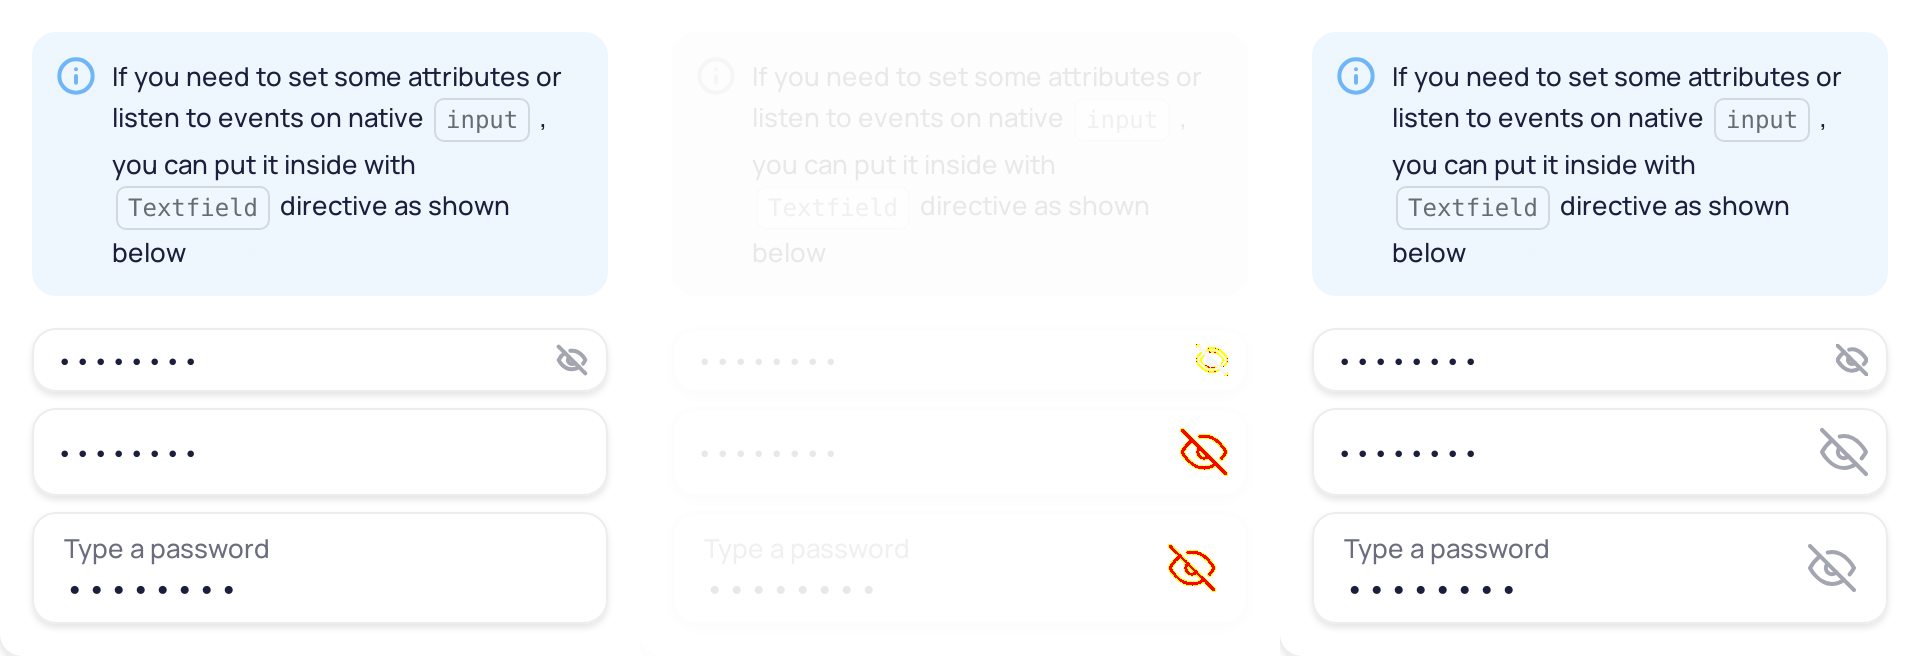 If you need to set some attributes or
listen to events on native input ,
you can put it inside with
Textfield directive as shown
below
••••••••
••••••••
Type a password
••••••••
If you need to set some attributes or
listen to events on native input ,
you can put it inside with
Textfield directive as shown
below
••••••••
••••••••
Type a password
••••••••
If you need to set some attributes or
listen to events on native input ,
you can put it inside with
Textfield directive as shown
below
••••••••
••••••••
Type a password
••••••••